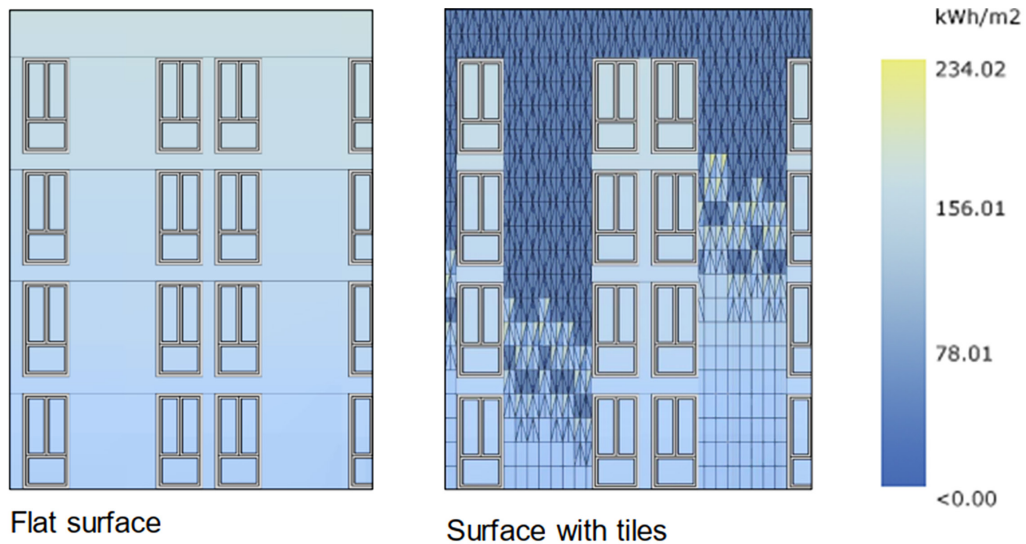 kWh/m2
234.02
156.01
78.01
<0.00
Flat surface
Surface with tiles